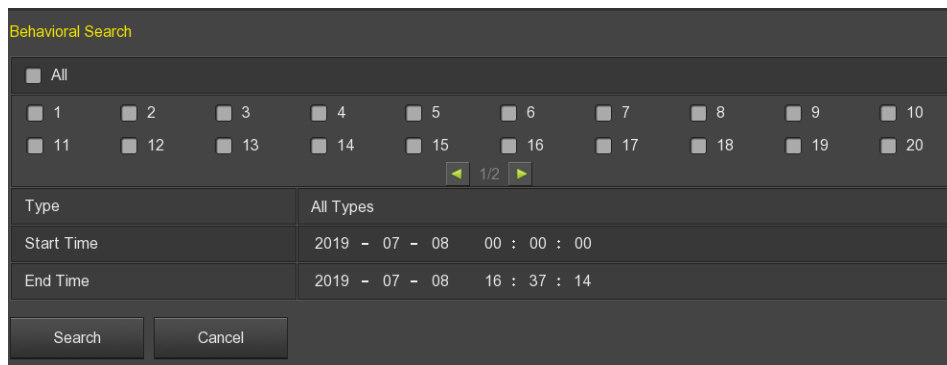 Behavioral Search
All
1 2 3 4 5 6 7 8 9 10
11 12 13 14 15 16 17 18 19 20
1/2
Type All Types
Start Time 2019 - 07 - 08 00 : 00 : 00
End Time 2019 - 07 - 08 16 : 37 : 14
Search Cancel